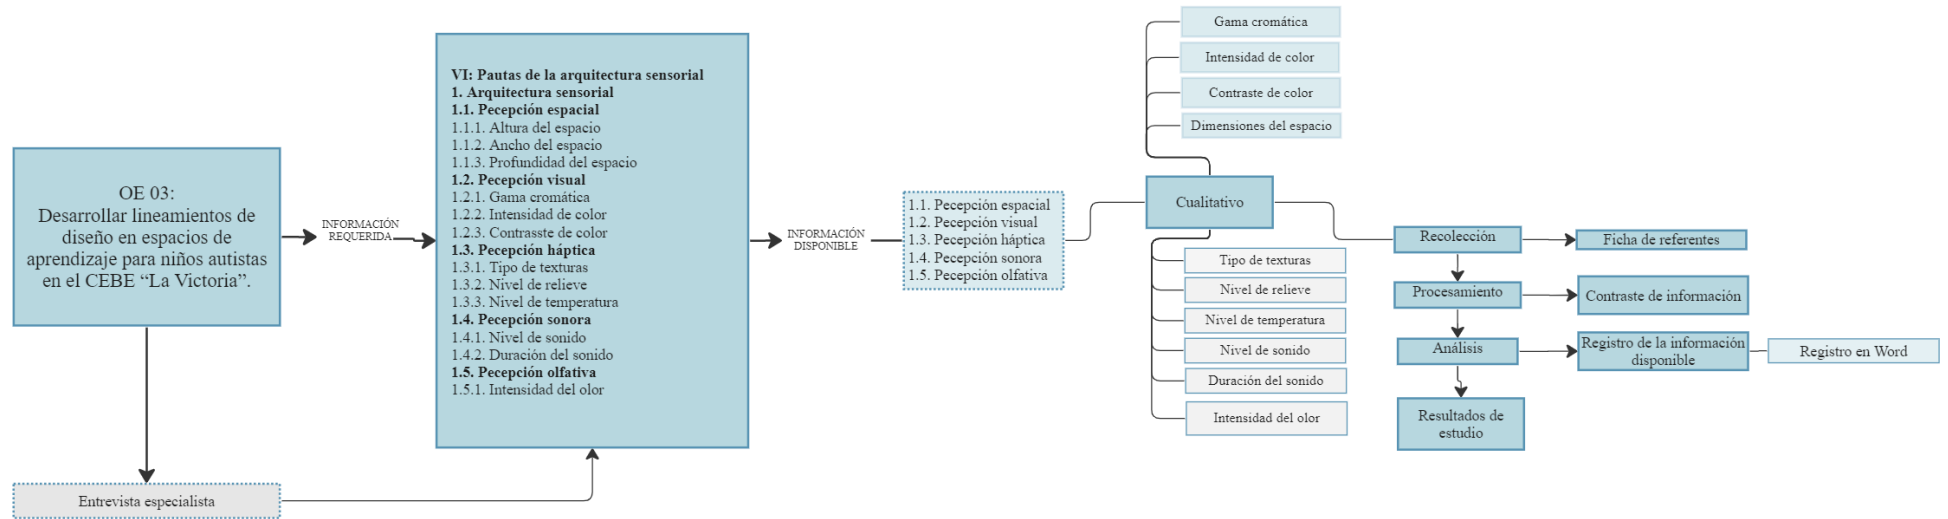 OE 03:
Desarrollar lineamientos de
diseño en espacios de
aprendizaje para niños autistas
en el CEBE “La Victoria”.
Entrevista especialista
INFORMACIÓN
REQUERIDA
VI: Pautas de la arquitectura sensorial
1. Arquitectura sensorial
1.1. Pecepción espacial
1.1.1. Altura del espacio
1.1.2. Ancho del espacio
1.1.3. Profundidad del espacio
1.2. Pecepción visual
1.2.1. Gama cromática
1.2.2. Intensidad de color
1.2.3. Contrasste de color
1.3. Pecepción háptica
1.3.1. Tipo de texturas
1.3.2. Nivel de relieve
1.3.3. Nivel de temperatura
1.4. Pecepción sonora
1.4.1. Nivel de sonido
1.4.2. Duración del sonido
1.5. Pecepción olfativa
1.5.1. Intensidad del olor
INFORMACIÓN
DISPONIBLE
1.1. Pecepción espacial
1.2. Pecepción visual
1.3. Pecepción háptica
1.4. Pecepción sonora
1.5. Pecepción olfativa
Gama cromática
Intensidad de color
Contraste de color
Dimensiones del espacio
Cualitativo
Tipo de texturas
Nivel de relieve
Nivel de temperatura
Nivel de sonido
Duración del sonido
Intensidad del olor
Recolección
Ficha de referentes
Procesamiento
Contraste de información
Análisis
Registro de la información
disponible
Registro en Word
Resultados de
estudio